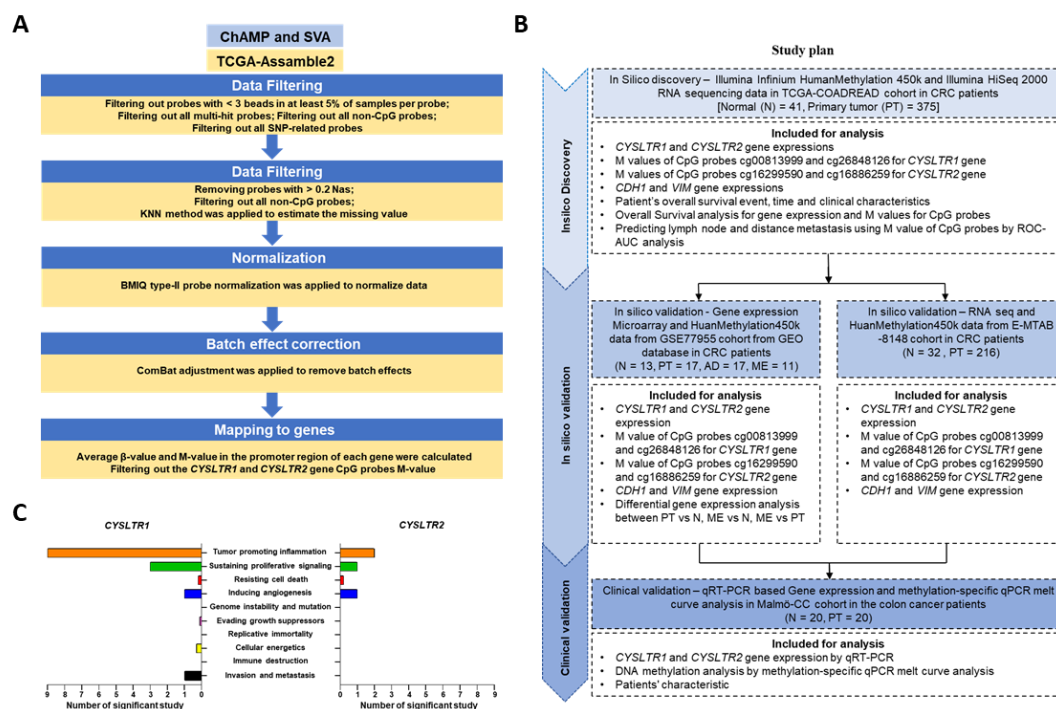 A
ChAMP and SVA
TCGA-Assamble2
Data Filtering
Filtering out probes with < 3 beads in at least 5% of samples per probe;
Filtering out all multi-hit probes; Filtering out all non-CpG probes;
Filtering out all SNP-related probes
Data Filtering
Removing probes with > 0.2 Nas;
Filtering out all non-CpG probes;
KNN method was applied to estimate the missing value
Normalization
BMIQ type-II probe normalization was applied to normalize data
Batch effect correction
ComBat adjustment was applied to remove batch effects
Mapping to genes
Average β-value and M-value in the promoter region of each gene were calculated
Filtering out the CYSLTR1 and CYSLTR2 gene CpG probes M-value
B
Study plan
Insilco Discovery
In Silico discovery – Illumina Infinium HumanMethylation 450k and Illumina HiSeq 2000
RNA sequencing data in TCGA-COADREAD cohort in CRC patients
[Normal (N) = 41, Primary tumor (PT) = 375]
Included for analysis
• CYSLTR1 and CYSLTR2 gene expressions
• M values of CpG probes cg00813999 and cg26848126 for CYSLTR1 gene
• M values of CpG probes cg16299590 and cg16886259 for CYSLTR2 gene
• CDH1 and VIM gene expressions
• Patient's overall survival event, time and clinical characteristics
• Overall Survival analysis for gene expression and M values for CpG probes
• Predicting lymph node and distance metastasis using M value of CpG probes by ROC-
AUC analysis
In silico validation
In silico validation - Gene expression
Microarray and HuanMethylation450k
data from GSE77955 cohort from GEO
database in CRC patients
(N = 13, PT = 17, AD = 17, ME = 11)
Included for analysis
• CYSLTR1 and CYSLTR2 gene
expression
• M value of CpG probes cg00813999
and cg26848126 for CYSLTR1 gene
• M value of CpG probes cg16299590
and cg16886259 for CYSLTR2 gene
• CDH1 and VIM gene expression
• Differential gene expression analysis
between PT vs N, ME vs N, ME vs PT
In silico validation – RNA seq and
HuanMethylation450k data from E-MTAB
-8148 cohort in CRC patients
(N = 32 , PT = 216)
Included for analysis
• CYSLTR1 and CYSLTR2 gene
expression
• M value of CpG probes cg00813999
and cg26848126 for CYSLTR1 gene
• M value of CpG probes cg16299590
and cg16886259 for CYSLTR2 gene
• CDH1 and VIM gene expression
Clinical validation
Clinical validation – qRT-PCR based Gene expression and methylation-specific qPCR melt
curve analysis in Malmö-CC cohort in the colon cancer patients
(N = 20, PT = 20)
Included for analysis
• CYSLTR1 and CYSLTR2 gene expression by qRT-PCR
• DNA methylation analysis by methylation-specific qPCR melt curve analysis
• Patients' characteristic
C
CYSLTR1
CYSLTR2
Tumor promoting inflammation
Sustaining proliferative signaling
Resisting cell death
Inducing angiogenesis
Genome instability and mutation
Evading growth suppressors
Replicative immortality
Cellular energetics
Immune destruction
Invasion and metastasis
9 8 7 6 5 4 3 2 1 0
0 1 2 3 4 5 6 7 8 9
Number of significant study
Number of significant study